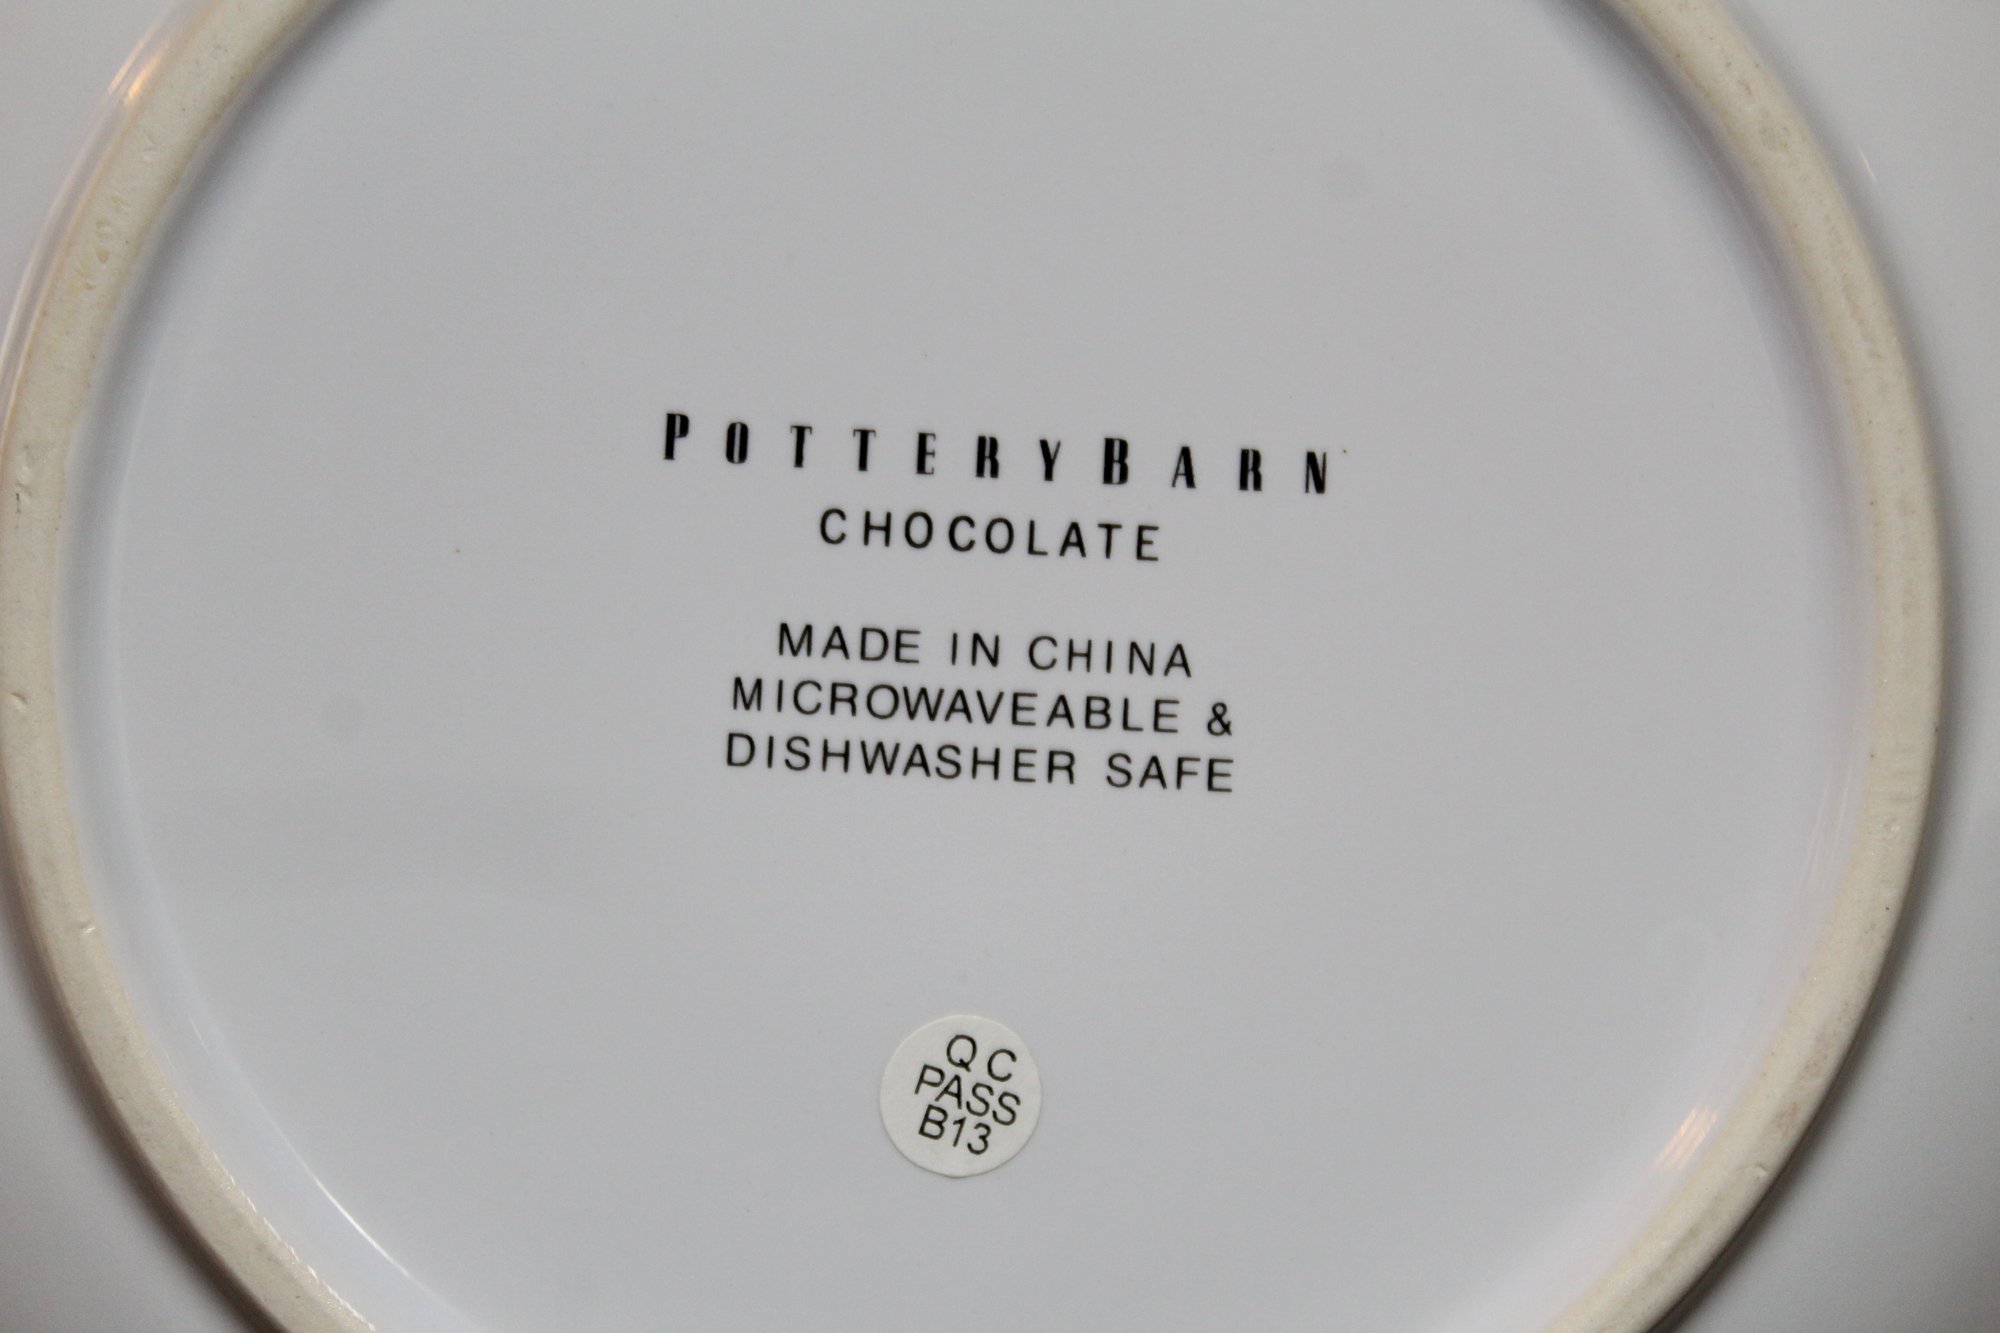 POTTERYBARN
CHOCOLATE
MADE IN CHINA
MICROWAVEABLE &
DISHWASHER SAFE
QC
PASS
B13